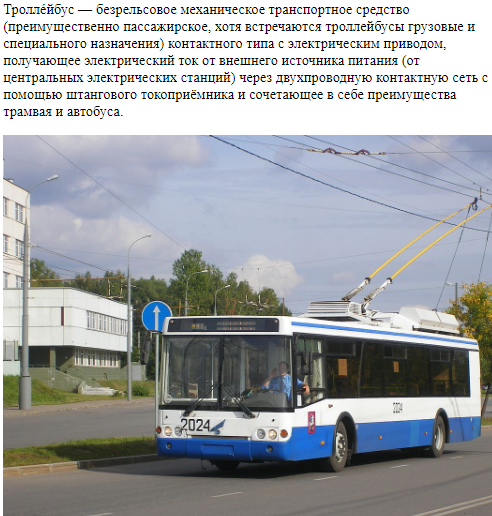 Тролле́йбус — безрельсовое механическое транспортное средство
(преимущественно пассажирское, хотя встречаются троллейбусы грузовые и
специального назначения) контактного типа с электрическим приводом,
получающее электрический ток от внешнего источника питания (от
центральных электрических станций) через двухпроводную контактную сеть с
помощью штангового токоприёмника и сочетающее в себе преимущества
трамвая и автобуса.
2024
2024